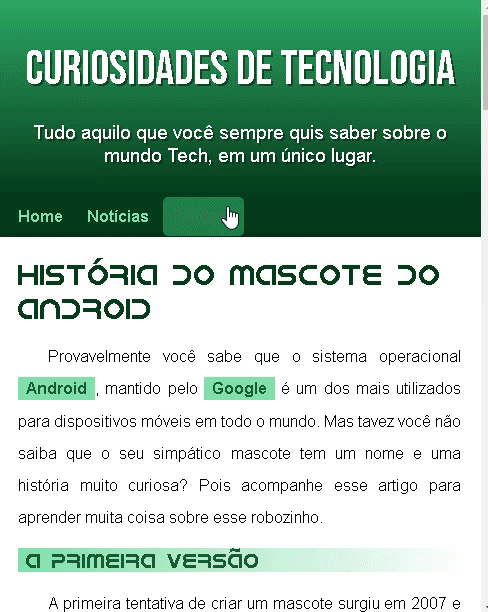 CURIOSIDADES DE TECNOLOGIA
Tudo aquilo que você sempre quis saber sobre o
mundo Tech, em um único lugar.
Home Notícias
HISTÓRIA DO MASCOTE DO
ANDROID
Provavelmente você sabe que o sistema operacional
Android, mantido pelo Google é um dos mais utilizados
para dispositivos móveis em todo o mundo. Mas tavez você não
saiba que o seu simpático mascote tem um nome e uma
história muito curiosa? Pois acompanhe esse artigo para
aprender muita coisa sobre esse robozinho.
A PRIMEIRA VERSÃO
A primeira tentativa de criar um mascote surgiu em 2007 e